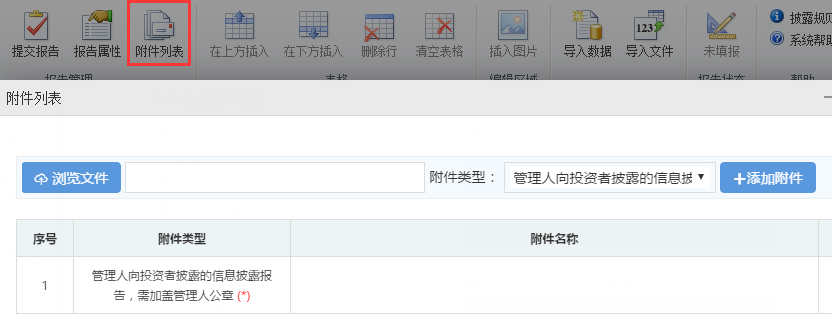 提交报告 报告属性 附件列表 在上方插入 在下方插入 删除行 清空表格 插入图片 导入数据 导入文件 未填报
披露规则
系统帮助
报告管理 表格 编辑区域 报告状态 帮助
附件列表
浏览文件 附件类型： 管理人向投资者披露的信息披 ▼ +添加附件
序号 附件类型 附件名称
1 管理人向投资者披露的信息披露报
告，需加盖管理人公章 (*)